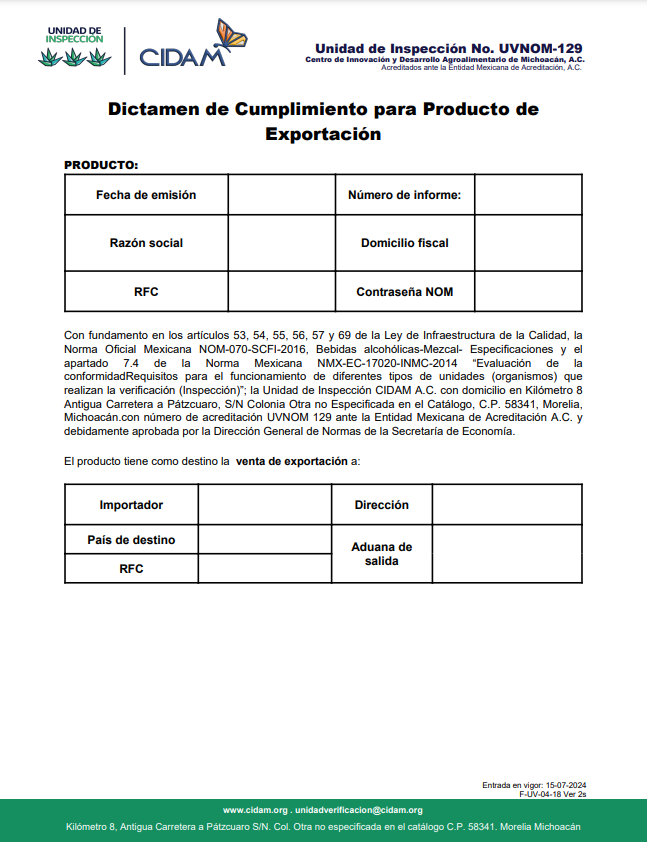 UNIDAD DE
INSPECCIÓN
CIDAM
Unidad de Inspección No. UVNOM-129
Centro de Innovación y Desarrollo Agroalimentario de Michoacán, A.C.
Acreditados ante la Entidad Mexicana de Acreditación, A.C.
Dictamen de Cumplimiento para Producto de
Exportación
PRODUCTO:
Fecha de emisión
Número de informe:
Razón social
Domicilio fiscal
RFC
Contraseña NOM
Con fundamento en los artículos 53, 54, 55, 56, 57 y 69 de la Ley de Infraestructura de la Calidad, la
Norma Oficial Mexicana NOM-070-SCFI-2016, Bebidas alcohólicas-Mezcal- Especificaciones y el
apartado 7.4 de la Norma Mexicana NMX-EC-17020-INMC-2014 “Evaluación de la
conformidadRequisitos para el funcionamiento de diferentes tipos de unidades (organismos) que
realizan la verificación (Inspección)”; la Unidad de Inspección CIDAM A.C. con domicilio en Kilómetro 8
Antigua Carretera a Pátzcuaro, S/N Colonia Otra no Especificada en el Catálogo, C.P. 58341, Morelia,
Michoacán.con número de acreditación UVNOM 129 ante la Entidad Mexicana de Acreditación A.C. y
debidamente aprobada por la Dirección General de Normas de la Secretaría de Economía.
El producto tiene como destino la venta de exportación a:
Importador
Dirección
País de destino
Aduana de
salida
RFC
Entrada en vigor: 15-07-2024
F-UV-04-18 Ver 2s
www.cidam.org . unidadverificacion@cidam.org
Kilómetro 8, Antigua Carretera a Pátzcuaro S/N. Col. Otra no especificada en el catálogo C.P. 58341. Morelia Michoacán